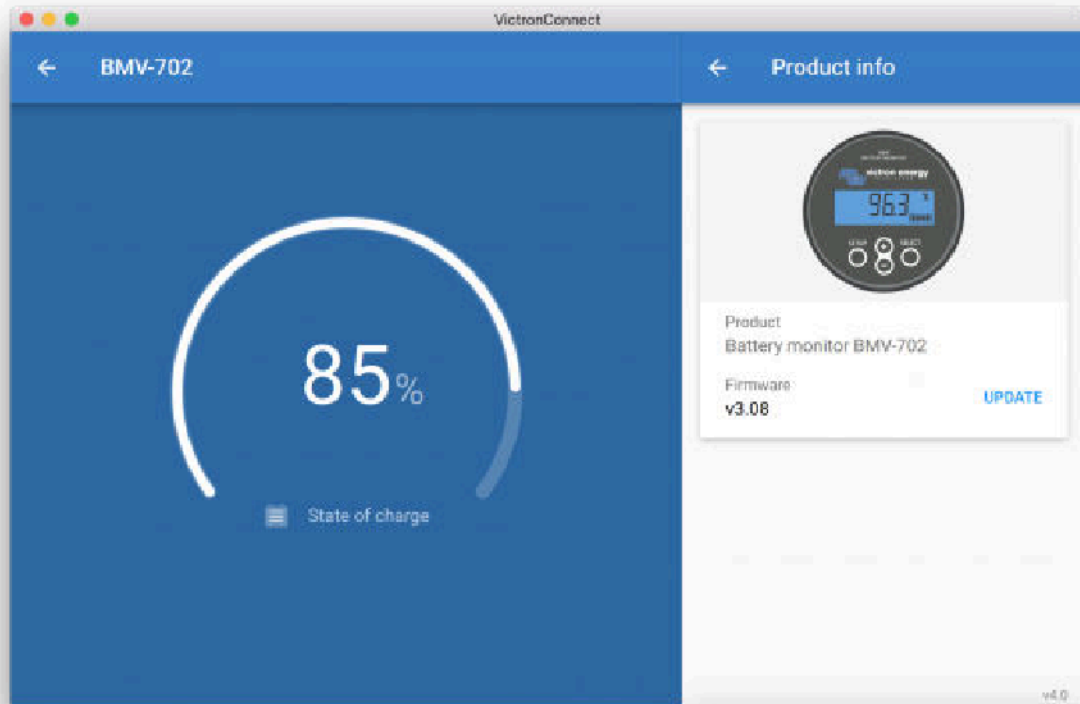 VictronConnect
BMV-702
Product info
victron energy
96.3 %
85%
State of charge
Product
Battery monitor BMV-702
Firmware
v3.08
UPDATE
v4.0